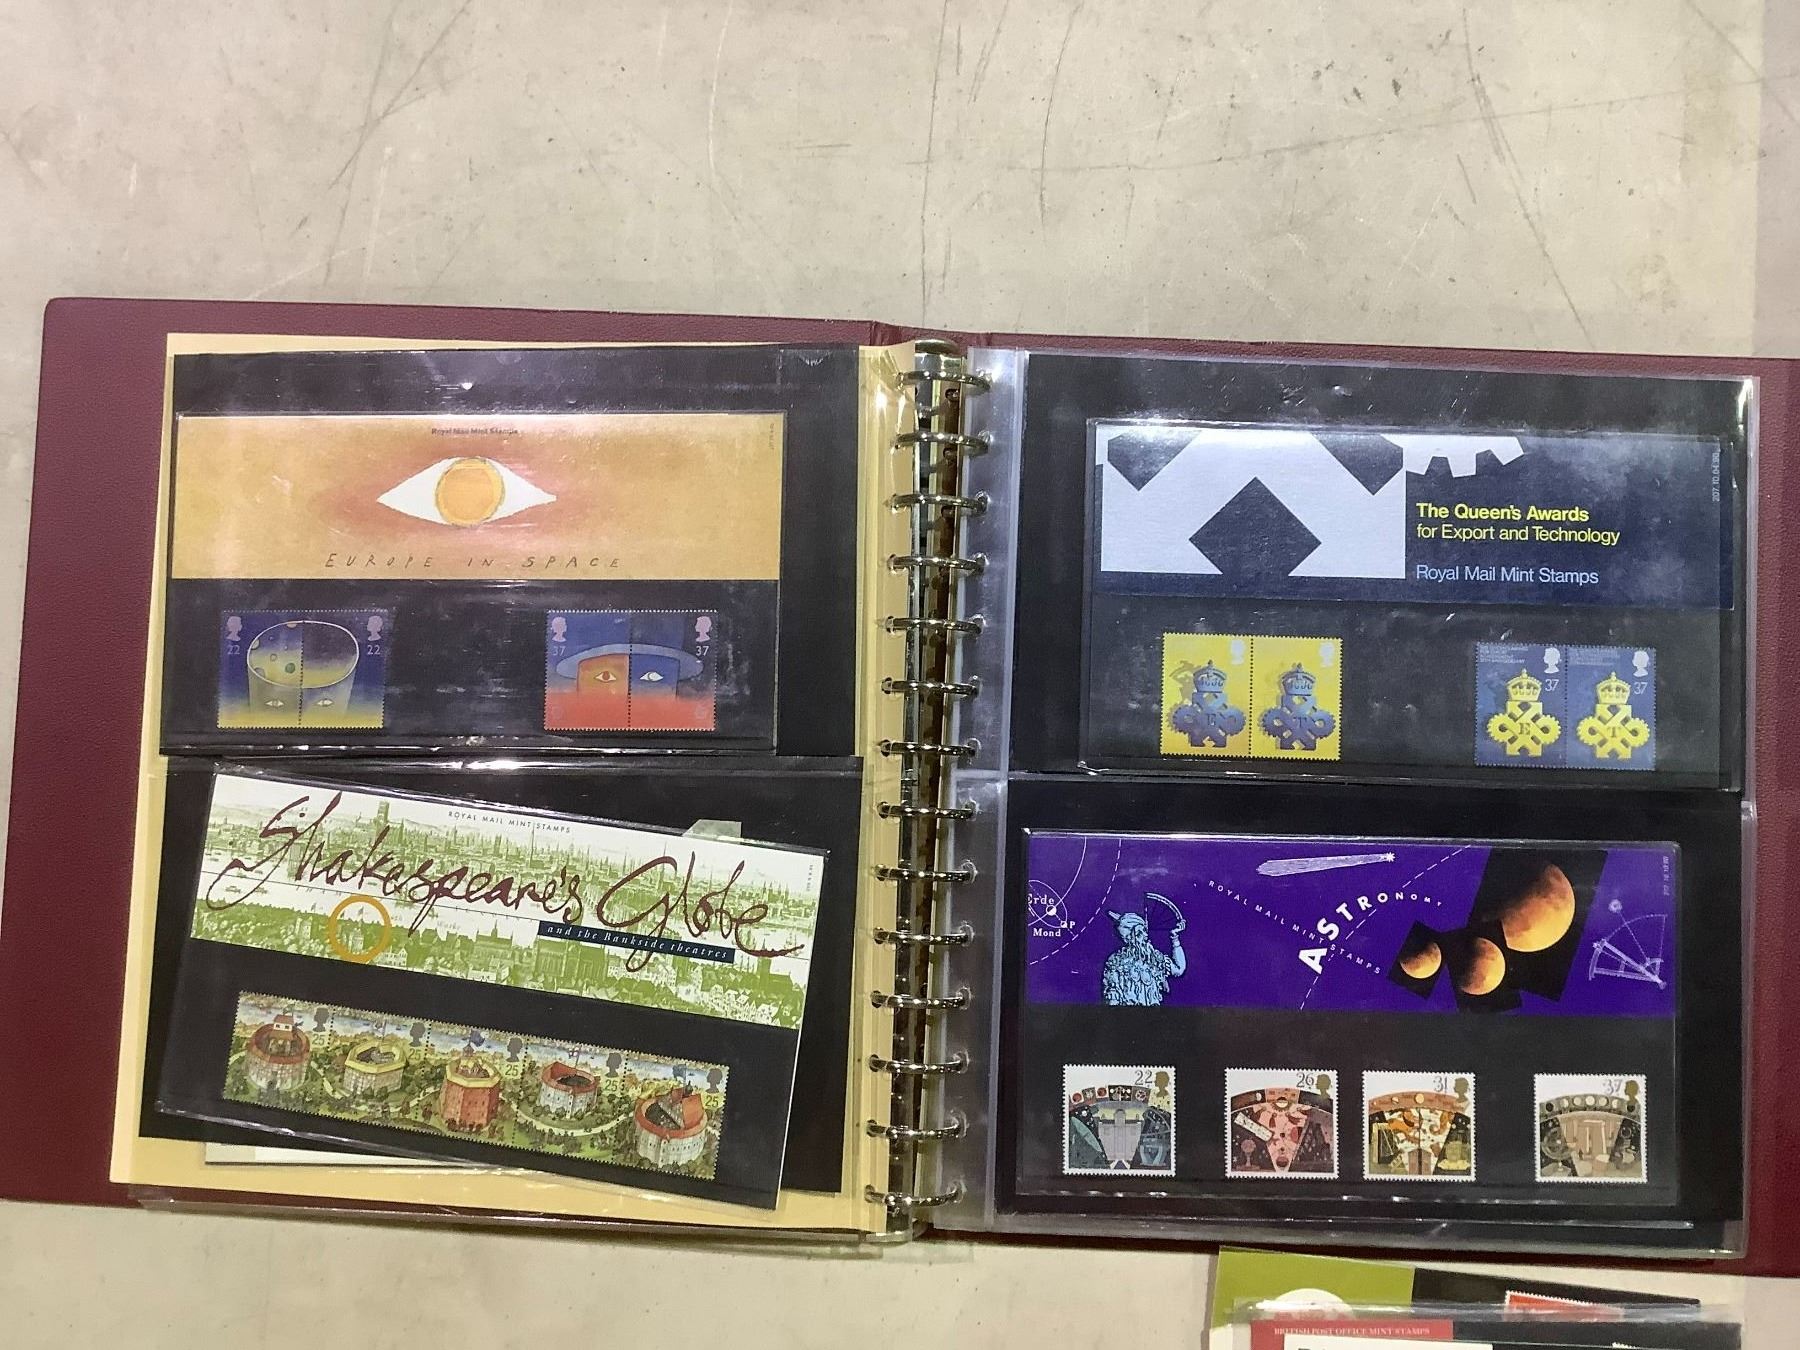 Royal Mail Mint Stamps
EUROPE IN SPACE
22
22
37
37
The Queen's Awards
for Export and Technology
Royal Mail Mint Stamps
E
T
37
37
E
T
ROYAL MAIL MINT STAMPS
Shakespeare's Globe
and the Bankside theatres
25
25
25
25
25
Erde
Mond
QP
ROYAL MAIL MINT STAMPS
ASTRONOMY
22
26
31
37
BRITISH POST OFFICE MINT STAMPS